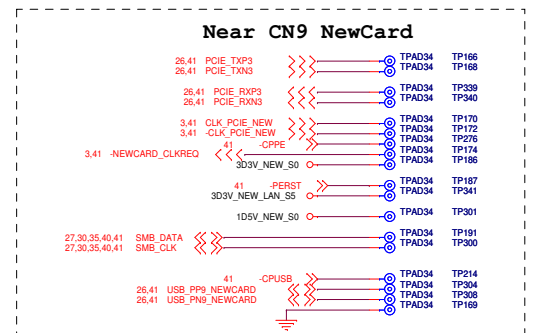 Near CN9 NewCard
26,41 PCIE_TXP3 TPAD34 TP166
26,41 PCIE_TXN3 TPAD34 TP168
26,41 PCIE_RXP3 TPAD34 TP339
26,41 PCIE_RXN3 TPAD34 TP340
3,41 CLK_PCIE_NEW TPAD34 TP170
3,41 -CLK_PCIE_NEW TPAD34 TP172
41 -CPPE TPAD34 TP276
3,41 -NEWCARD_CLKREQ TPAD34 TP174
3D3V_NEW_S0 TPAD34 TP186
41 -PERST TPAD34 TP187
3D3V_NEW_LAN_S5 TPAD34 TP341
1D5V_NEW_S0 TPAD34 TP301
27,30,35,40,41 SMB_DATA TPAD34 TP191
27,30,35,40,41 SMB_CLK TPAD34 TP300
41 -CPUSB TPAD34 TP214
26,41 USB_PP9_NEWCARD TPAD34 TP304
26,41 USB_PN9_NEWCARD TPAD34 TP308
TPAD34 TP169